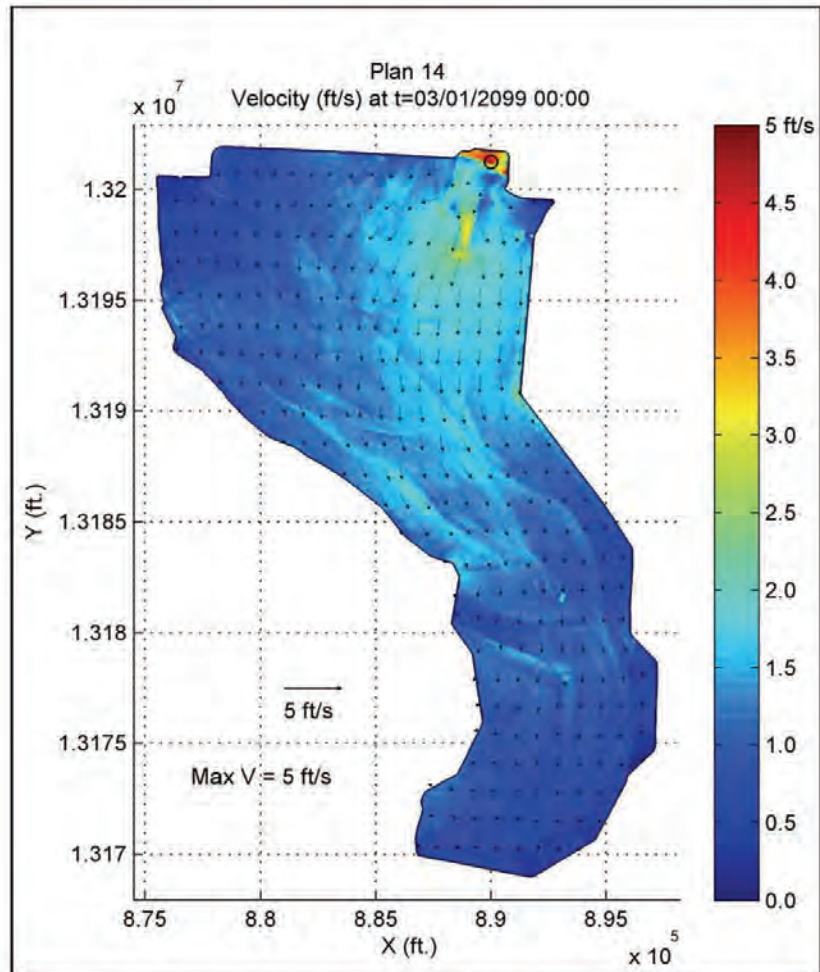 Plan 14
x 10 7
Velocity (ft/s) at t=03/01/2099 00:00
5 ft/s
4.5
4.0
3.5
3.0
2.5
2.0
1.5
1.0
0.5
0.0
1.32
1.3195
1.319
1.3185
1.318
1.3175
1.317
Y (ft.)
5 ft/s
Max V = 5 ft/s
8.75
8.8
8.85
8.9
8.95
X (ft.)
x 10 5